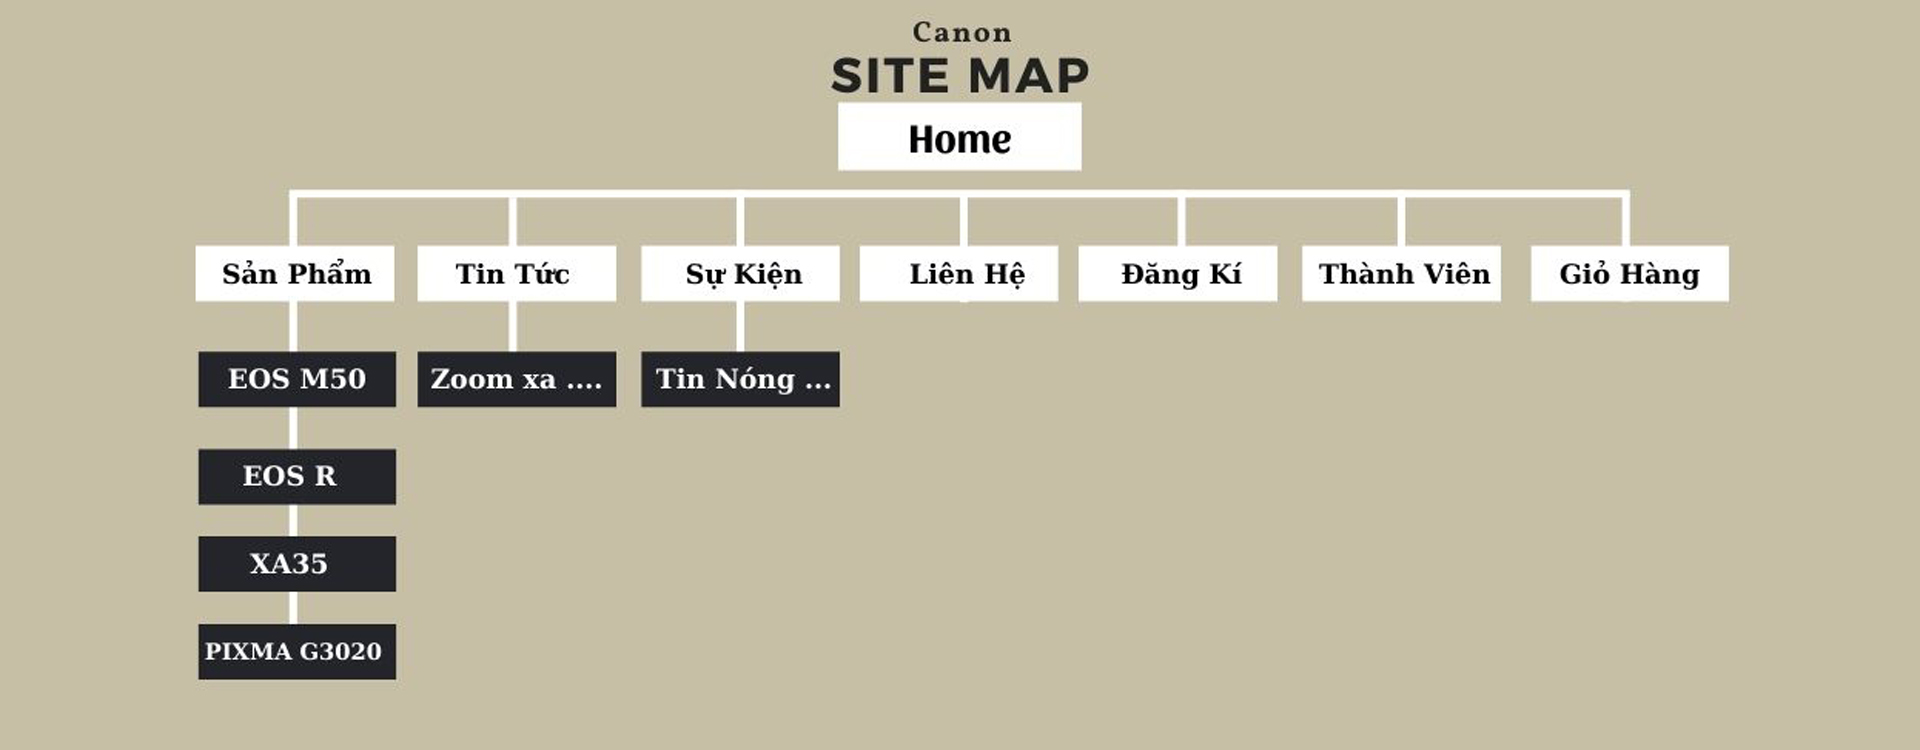 Canon
SITE MAP
Home
Sản Phẩm
Tin Tức
Sự Kiện
Liên Hệ
Đăng Kí
Thành Viên
Giỏ Hàng
EOS M50
Zoom xa ....
Tin Nóng ...
EOS R
XA35
PIXMA G3020